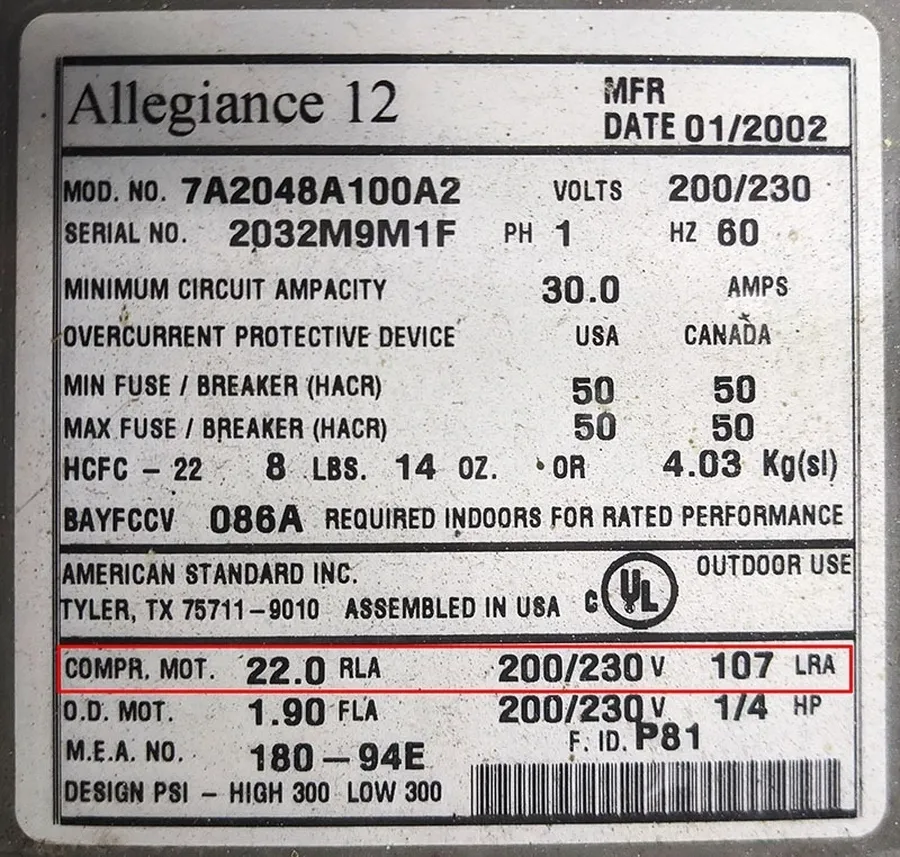 Allegiance 12 MFR
DATE 01/2002
MOD. NO. 7A2048A100A2 VOLTS 200/230
SERIAL NO. 2032M9M1F PH 1 HZ 60
MINIMUM CIRCUIT AMPACITY 30.0 AMPS
OVERCURRENT PROTECTIVE DEVICE USA CANADA
MIN FUSE / BREAKER (HACR) 50 50
MAX FUSE / BREAKER (HACR) 50 50
HCFC - 22 8 LBS. 14 OZ. OR 4.03 Kg(sl)
BAYFCCV 086A REQUIRED INDOORS FOR RATED PERFORMANCE
AMERICAN STANDARD INC. OUTDOOR USE
TYLER, TX 75711-9010 ASSEMBLED IN USA C UL
COMPR. MOT. 22.0 RLA 200/230 V 107 LRA
O.D. MOT. 1.90 FLA 200/230 V 1/4 HP
F. ID. P81
M.E.A. NO. 180-94E
DESIGN PSI - HIGH 300 LOW 300